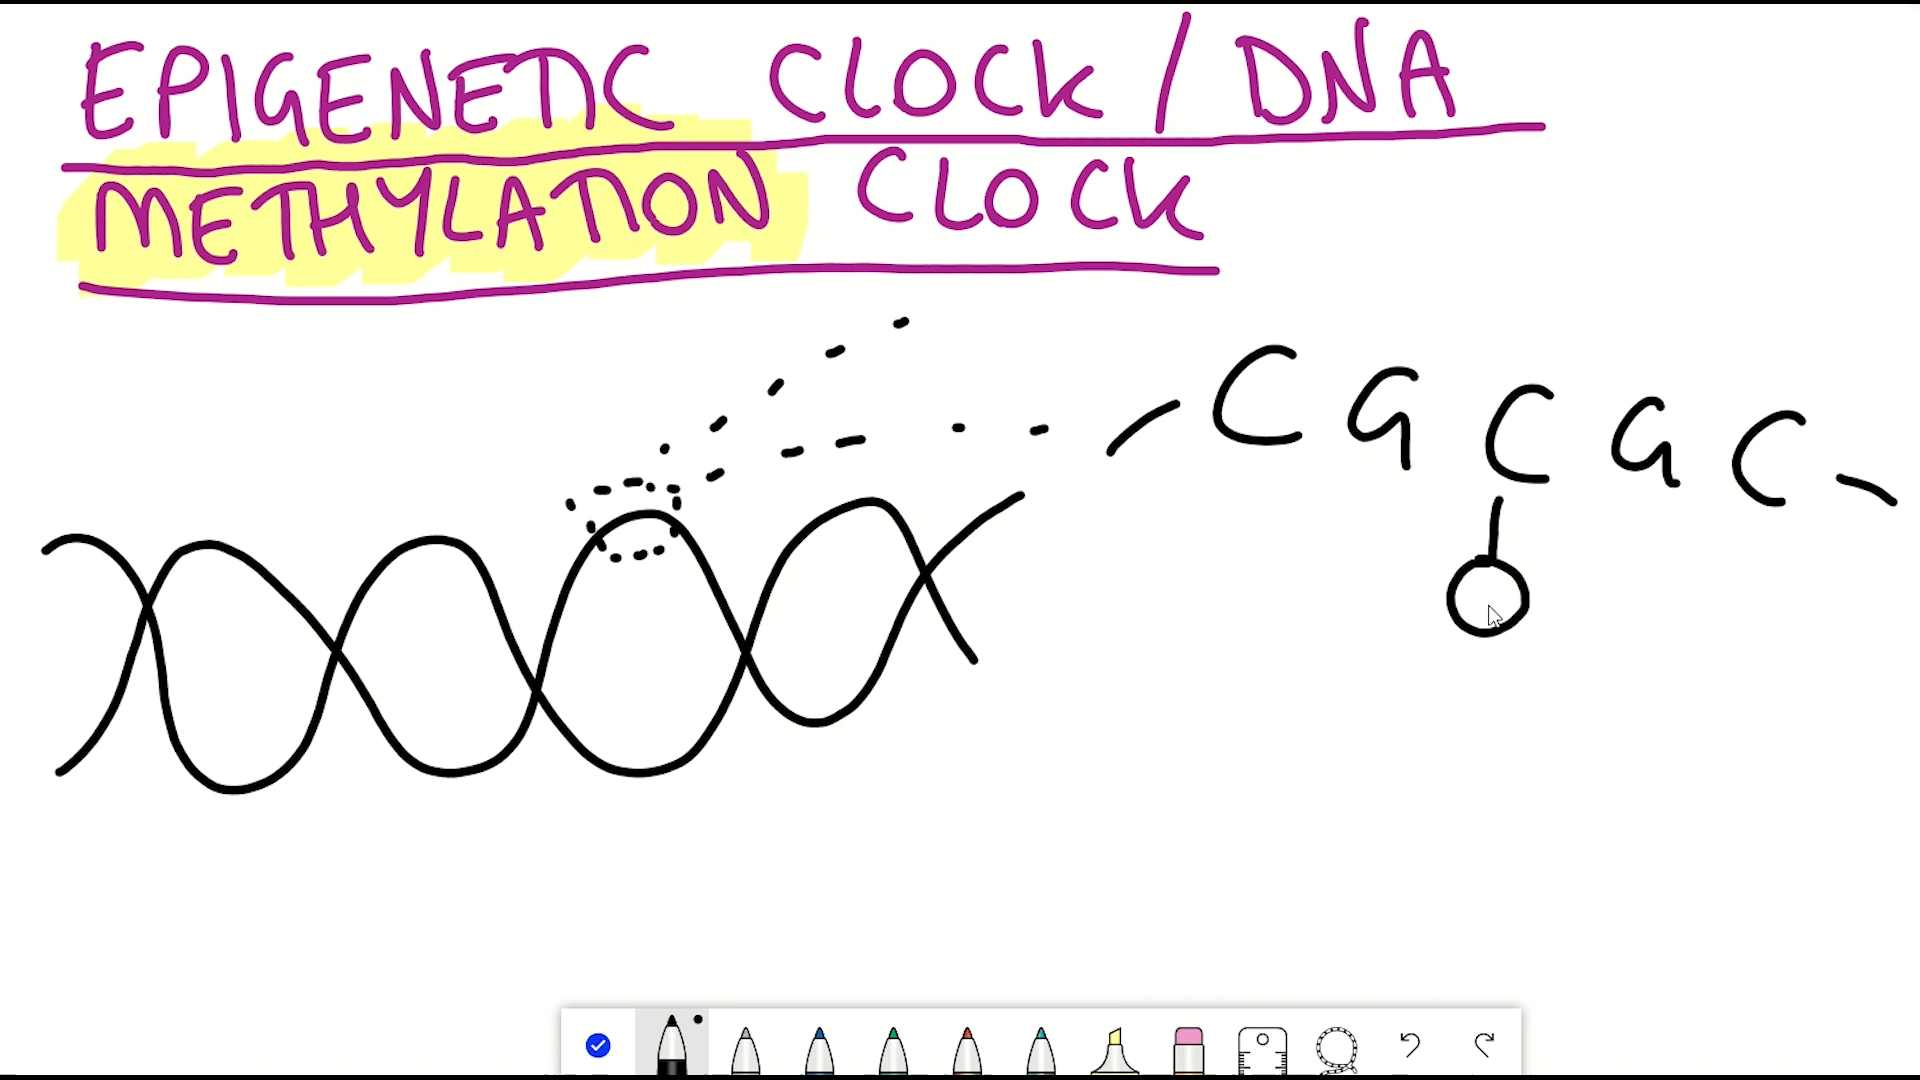 EPIGENETIC CLOCK / DNA
METHYLATION CLOCK
- C G C G C -